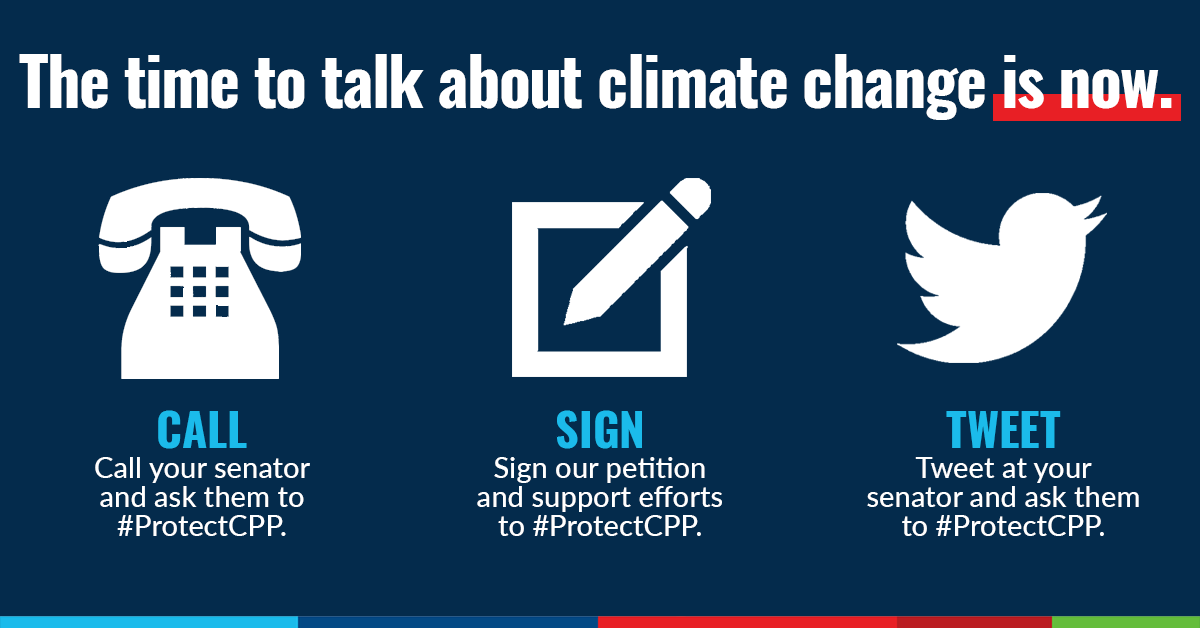 The time to talk about climate change is now.
CALL
Call your senator
and ask them to
#ProtectCPP.
SIGN
Sign our petition
and support efforts
to #ProtectCPP.
TWEET
Tweet at your
senator and ask them
to #ProtectCPP.